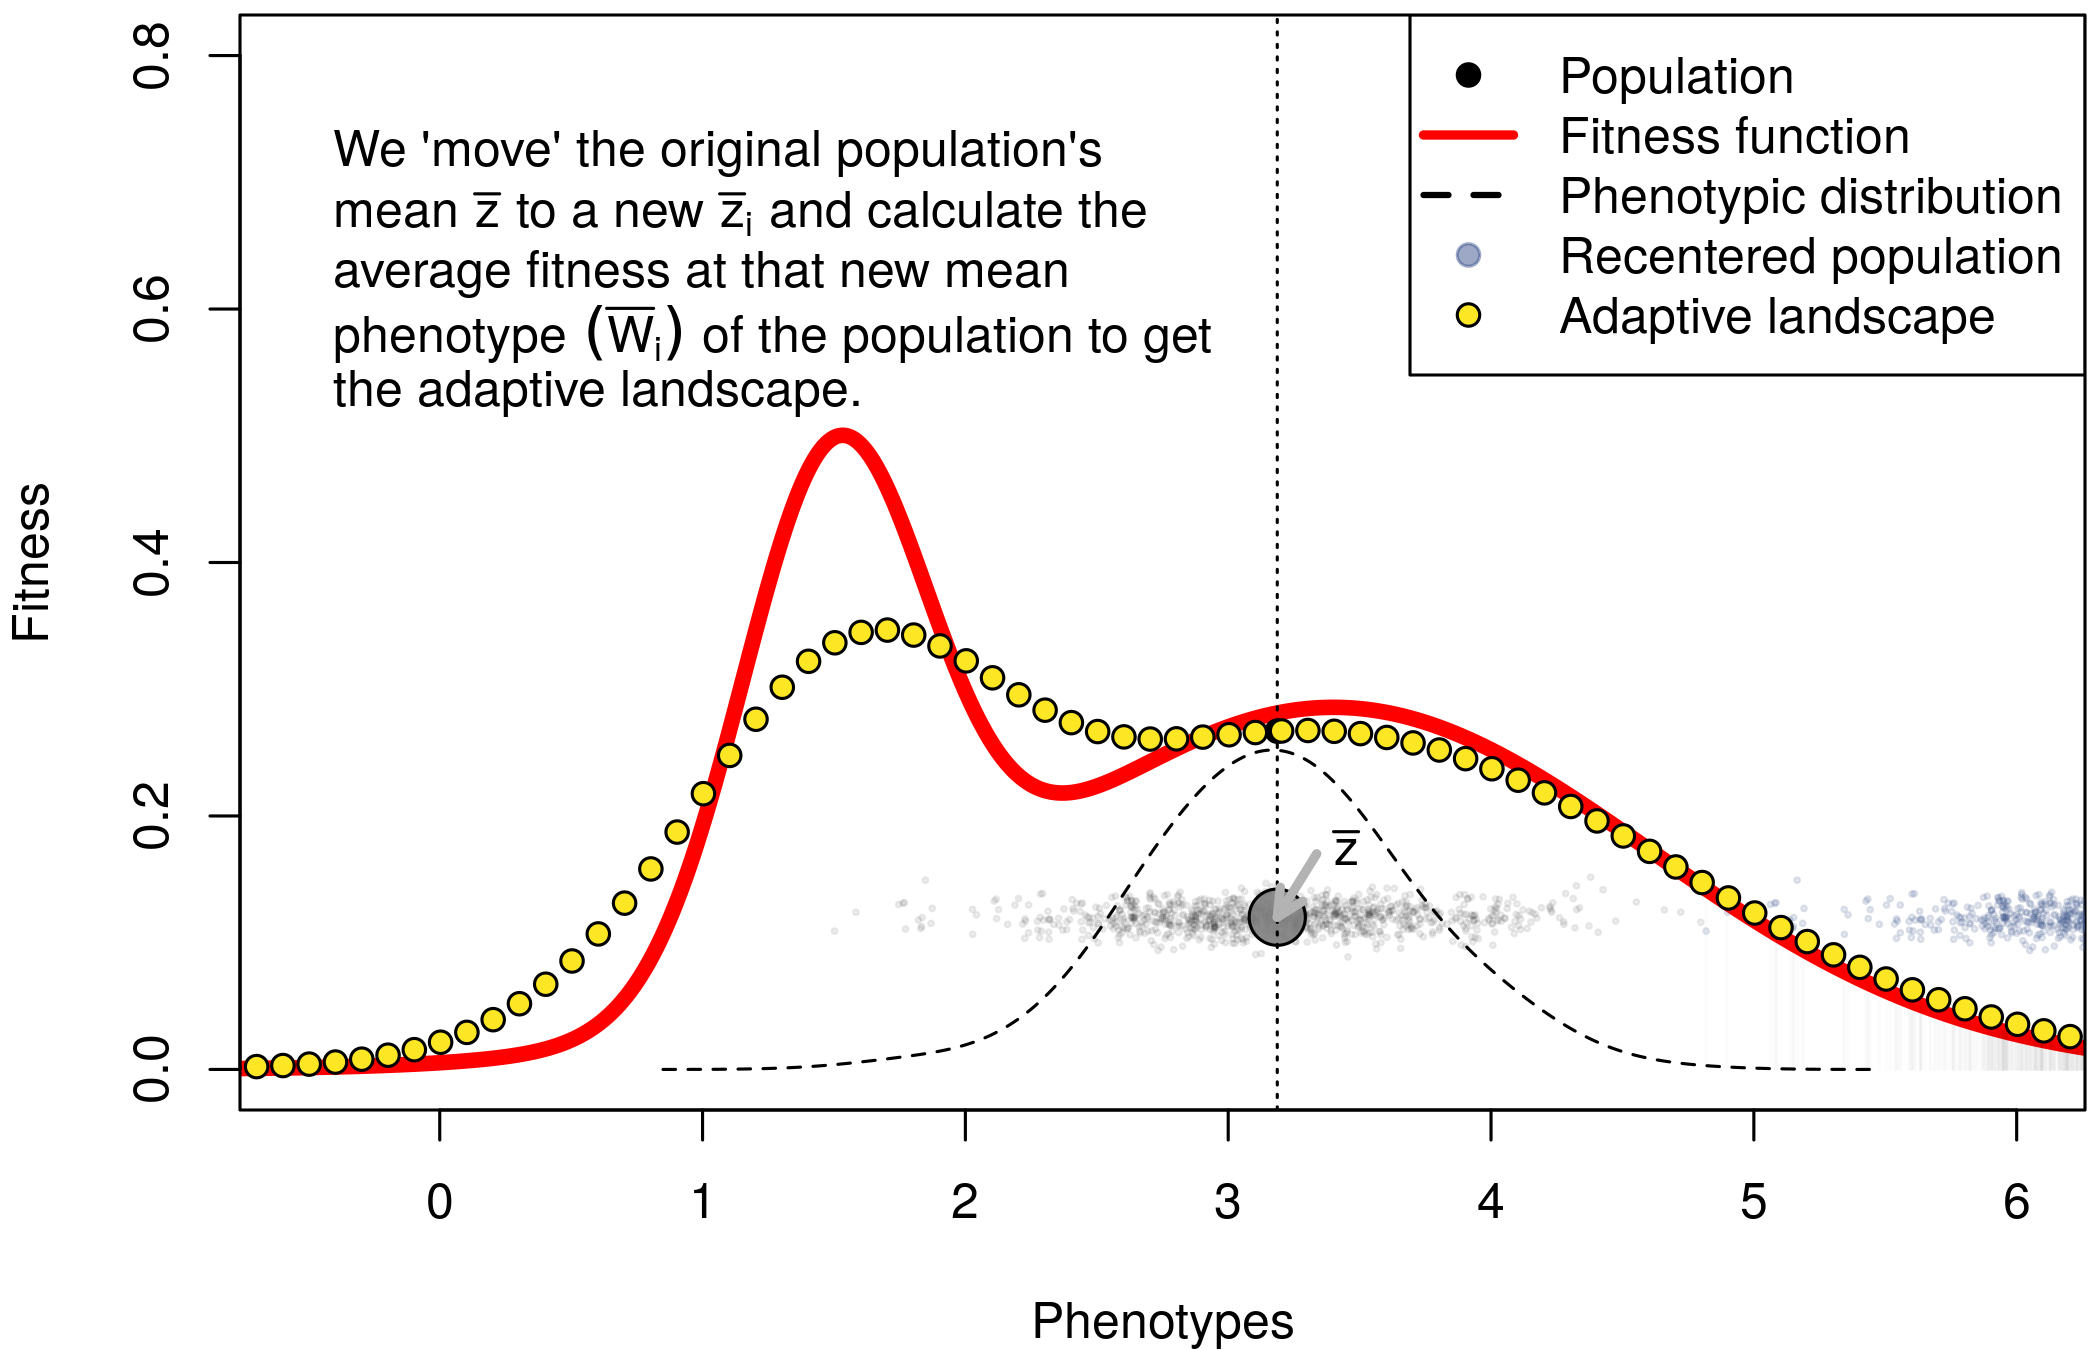 We 'move' the original population's
mean z̅ to a new z̅ᵢ and calculate the
average fitness at that new mean
phenotype (W̅ᵢ) of the population to get
the adaptive landscape.
Population
Fitness function
Phenotypic distribution
Recentered population
Adaptive landscape
z̅
Fitness
0.8
0.6
0.4
0.2
0.0
0 1 2 3 4 5 6
Phenotypes